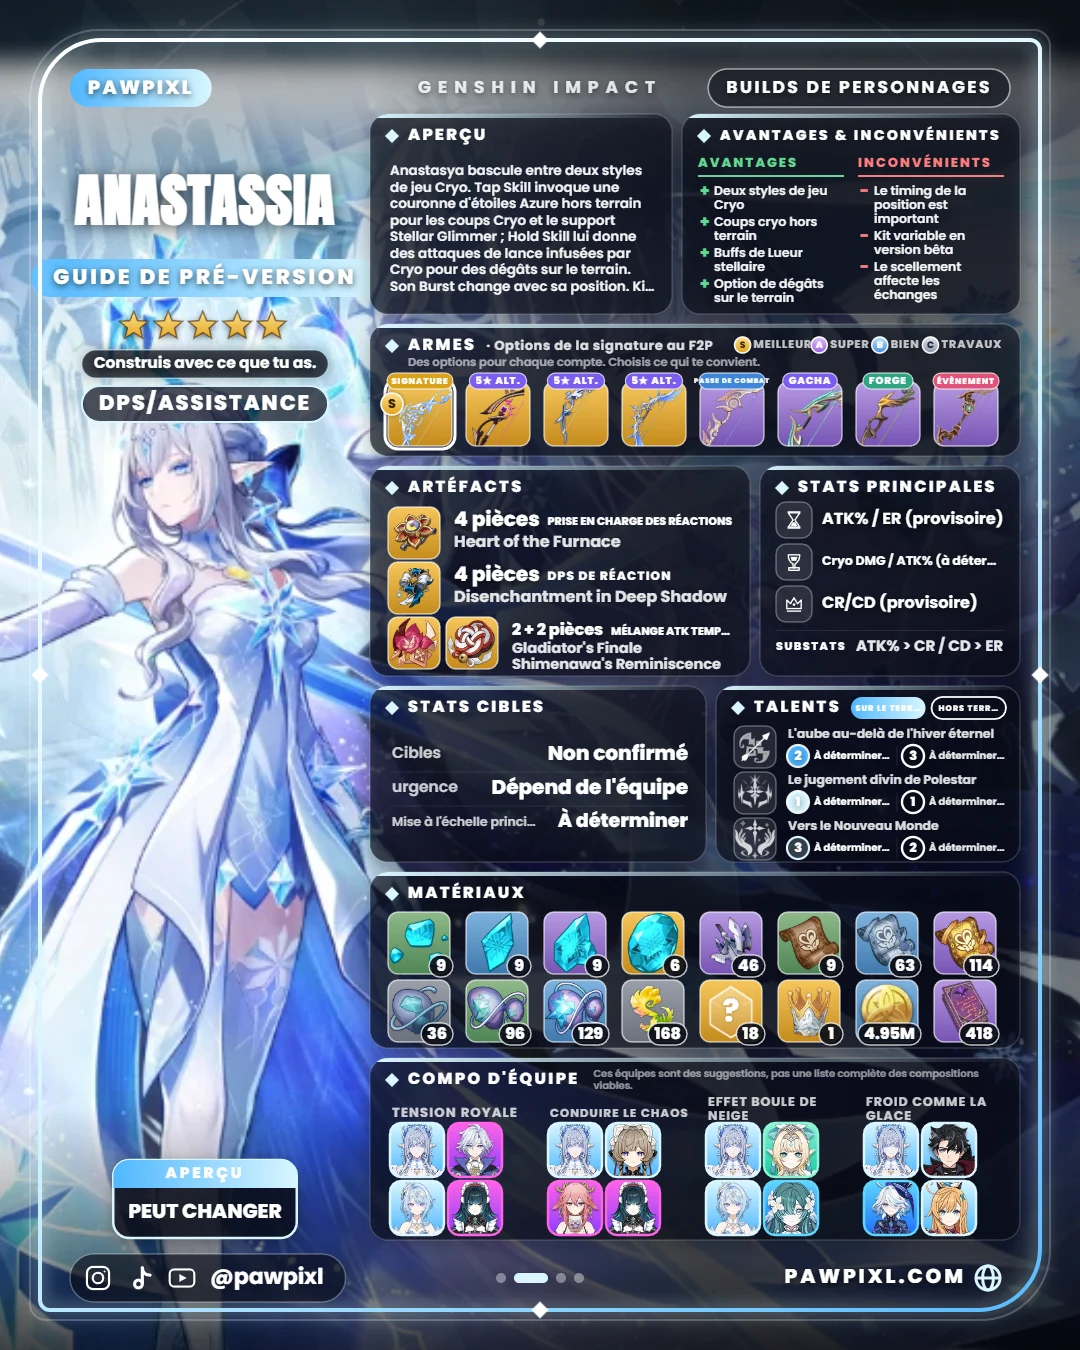 PAWPIXL
GENSHIN IMPACT
BUILDS DE PERSONNAGES
ANASTASSIA
GUIDE DE PRÉ-VERSION
Construis avec ce que tu as.
DPS/ASSISTANCE
APERÇU
Anastasya bascule entre deux styles
de jeu Cryo. Tap Skill invoque une
couronne d'étoiles Azure hors terrain
pour les coups Cryo et le support
Stellar Glimmer ; Hold Skill lui donne
des attaques de lance infusées par
Cryo pour des dégâts sur le terrain.
Son Burst change avec sa position. Ki...
AVANTAGES & INCONVÉNIENTS
AVANTAGES
+ Deux styles de jeu
Cryo
+ Coups cryo hors
terrain
+ Buffs de Lueur
stellaire
+ Option de dégâts
sur le terrain
INCONVÉNIENTS
- Le timing de la
position est
important
- Kit variable en
version bêta
- Le scellement
affecte les
échanges
ARMES · Options de la signature au F2P
S MEILLEUR A SUPER B BIEN C TRAVAUX
Des options pour chaque compte. Choisis ce qui te convient.
SIGNATURE
5★ ALT.
5★ ALT.
5★ ALT.
PASSE DE COMBAT
GACHA
FORGE
ÉVÉNEMENT
S
ARTÉFACTS
4 pièces PRISE EN CHARGE DES RÉACTIONS
Heart of the Furnace
4 pièces DPS DE RÉACTION
Disenchantment in Deep Shadow
2 + 2 pièces MÉLANGE ATK TEMP...
Gladiator's Finale
Shimenawa's Reminiscence
STATS PRINCIPALES
ATK% / ER (provisoire)
Cryo DMG / ATK% (à déter...
CR/CD (provisoire)
SUBSTATS ATK% > CR / CD > ER
STATS CIBLES
Cibles Non confirmé
urgence Dépend de l'équipe
Mise à l'échelle princi... À déterminer
TALENTS SUR LE TERR... HORS TERR...
L'aube au-delà de l'hiver éternel
2 À déterminer... 3 À déterminer...
Le jugement divin de Polestar
1 À déterminer... 1 À déterminer...
Vers le Nouveau Monde
3 À déterminer... 2 À déterminer...
MATÉRIAUX
9 9 9 6 46 9 63 114
36 96 129 168 ? 18 1 4.95M 418
COMPO D'ÉQUIPE
Ces équipes sont des suggestions, pas une liste complète des compositions
viables.
TENSION ROYALE
CONDUIRE LE CHAOS
EFFET BOULE DE
NEIGE
FROID COMME LA
GLACE
APERÇU
PEUT CHANGER
@pawpixl
PAWPIXL.COM